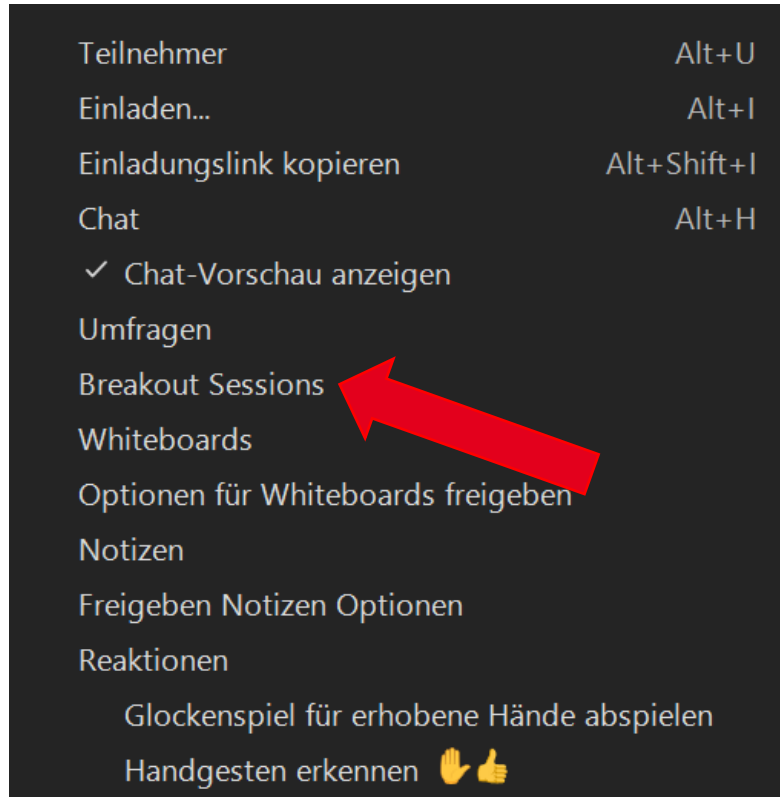 Teilnehmer Alt+U
Einladen... Alt+I
Einladungslink kopieren Alt+Shift+I
Chat Alt+H
✓ Chat-Vorschau anzeigen
Umfragen
Breakout Sessions
Whiteboards
Optionen für Whiteboards freigeben
Notizen
Freigeben Notizen Optionen
Reaktionen
Glockenspiel für erhobene Hände abspielen
Handgesten erkennen ✋👍